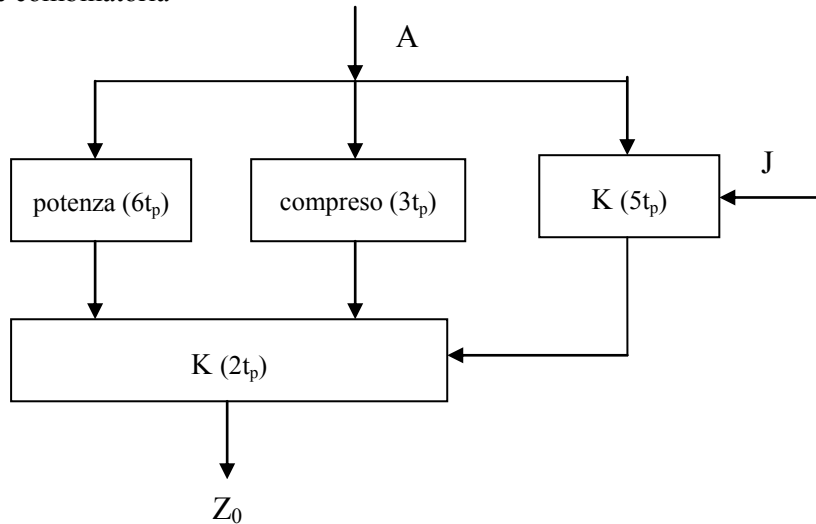 combinatoria
A
J
potenza (6tₚ)
compreso (3tₚ)
K (5tₚ)
K (2tₚ)
Z₀